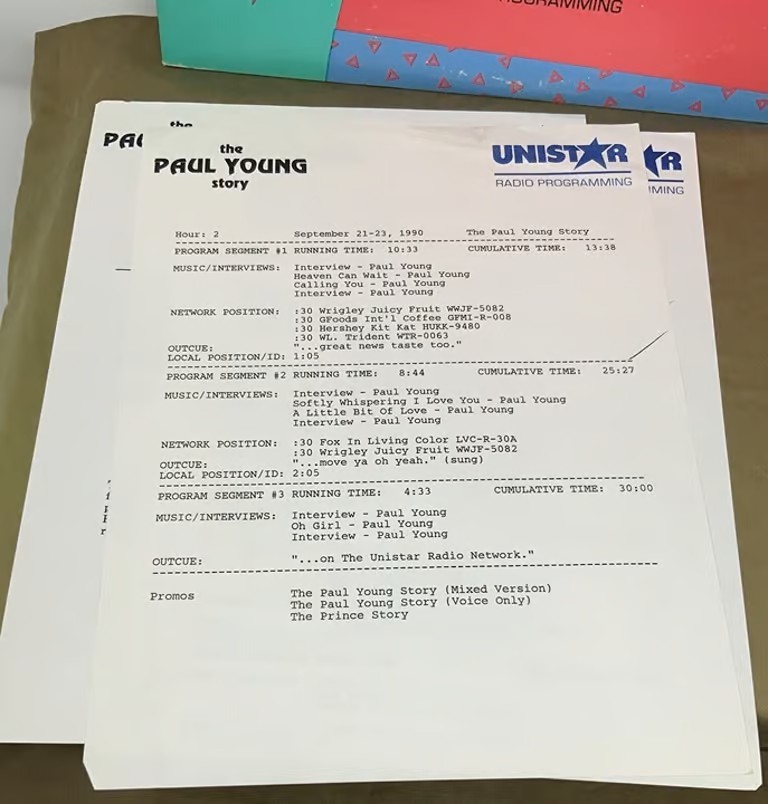 PROGRAMMING
the
PAU
the
PAUL YOUNG
story
UNISTAR
RADIO PROGRAMMING
Hour: 2 September 21-23, 1990 The Paul Young Story
PROGRAM SEGMENT #1 RUNNING TIME: 10:33 CUMULATIVE TIME: 13:38
MUSIC/INTERVIEWS: Interview - Paul Young
Heaven Can Wait - Paul Young
Calling You - Paul Young
Interview - Paul Young
NETWORK POSITION: :30 Wrigley Juicy Fruit WWJF-5082
:30 GFoods Int'l Coffee GFMI-R-008
:30 Hershey Kit Kat HUKK-9480
:30 WL. Trident WTR-0063
OUTCUE: "...great news taste too."
LOCAL POSITION/ID: 1:05
PROGRAM SEGMENT #2 RUNNING TIME: 8:44 CUMULATIVE TIME: 25:27
MUSIC/INTERVIEWS: Interview - Paul Young
Softly Whispering I Love You - Paul Young
A Little Bit Of Love - Paul Young
Interview - Paul Young
NETWORK POSITION: :30 Fox In Living Color LVC-R-30A
:30 Wrigley Juicy Fruit WWJF-5082
OUTCUE: "...move ya oh yeah." (sung)
LOCAL POSITION/ID: 2:05
PROGRAM SEGMENT #3 RUNNING TIME: 4:33 CUMULATIVE TIME: 30:00
MUSIC/INTERVIEWS: Interview - Paul Young
Oh Girl - Paul Young
Interview - Paul Young
OUTCUE: "...on The Unistar Radio Network."
Promos The Paul Young Story (Mixed Version)
The Paul Young Story (Voice Only)
The Prince Story